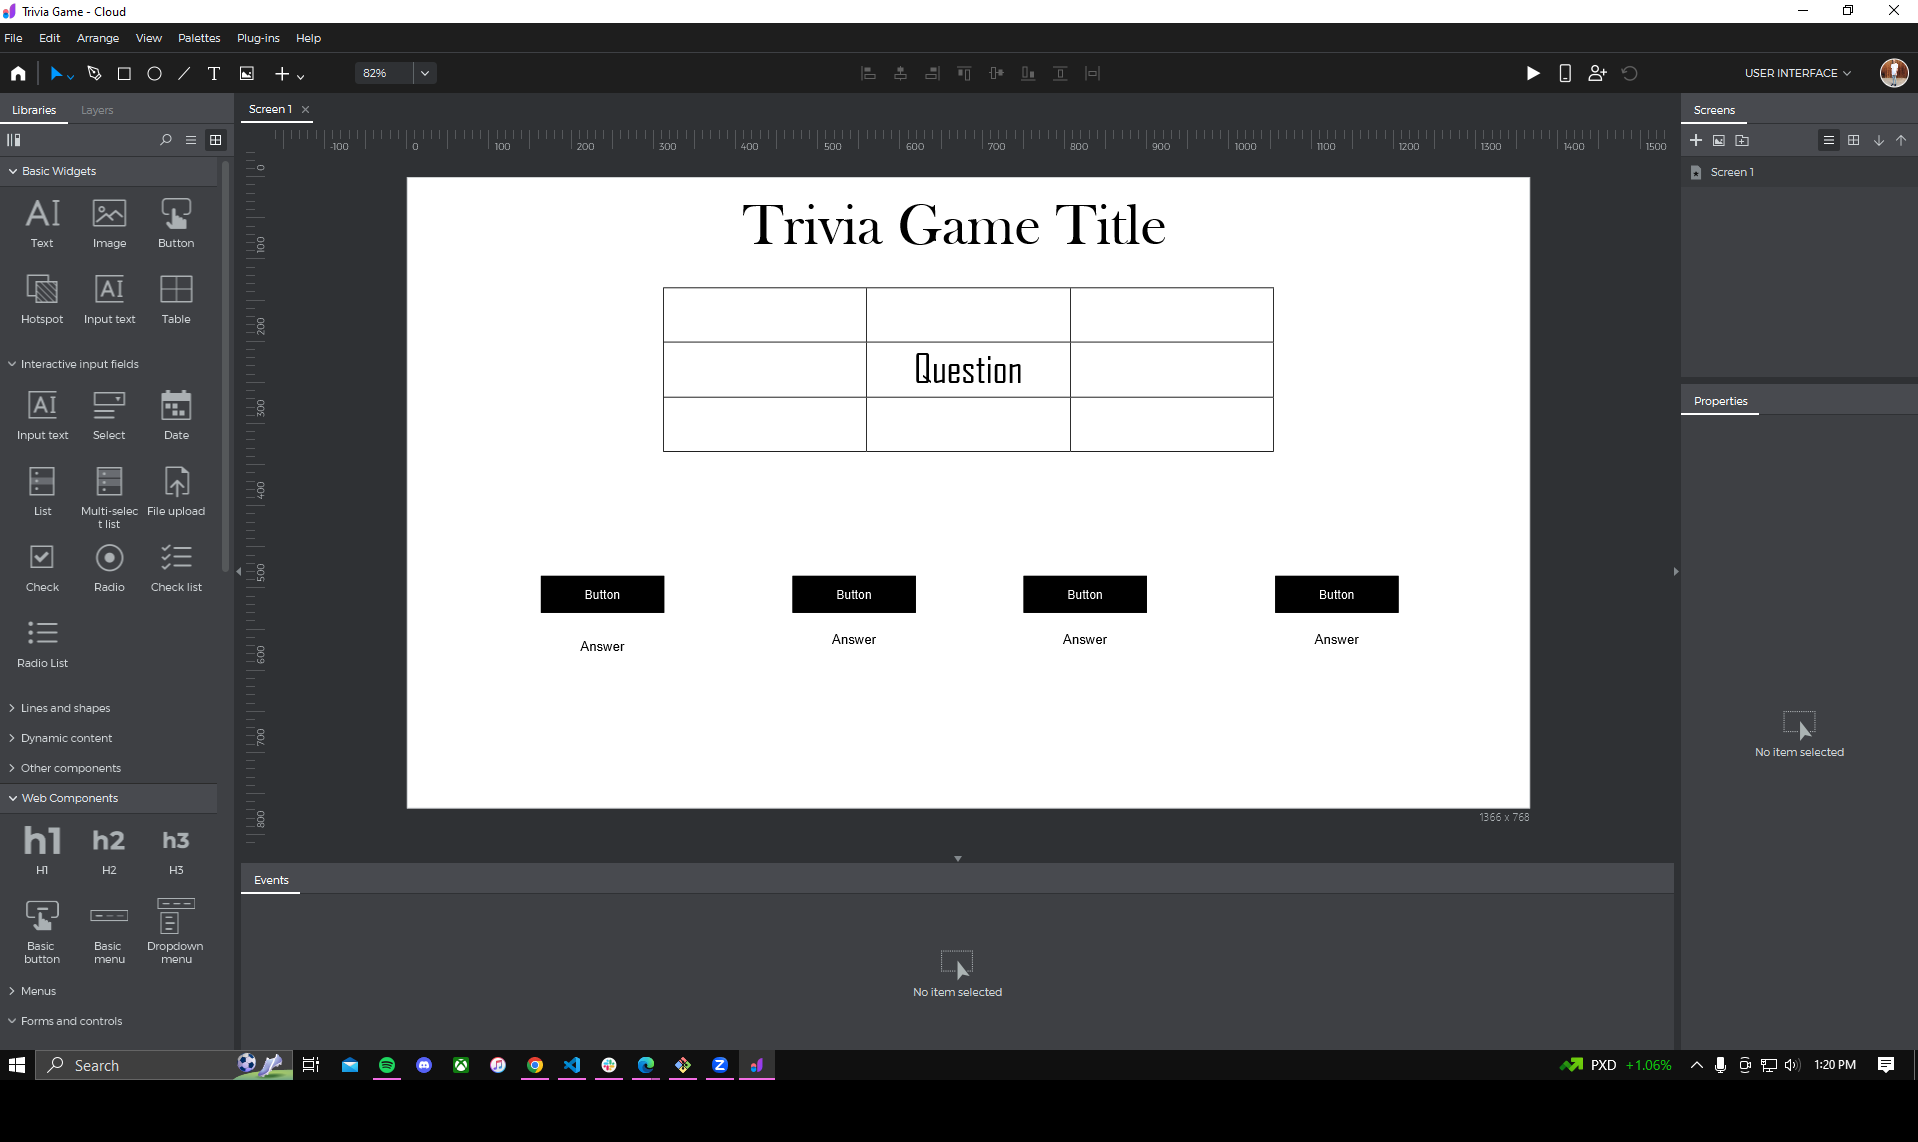 Trivia Game - Cloud
File Edit Arrange View Palettes Plug-ins Help
82%
USER INTERFACE
Libraries Layers
Screen 1
Screens
-100 0 100 200 300 400 500 600 700 800 900 1000 1100 1200 1300 1400 1500
0
100
200
300
400
500
600
700
800
Basic Widgets
Text Image Button
Hotspot Input text Table
Interactive input fields
Input text Select Date
List Multi-selec File upload
t list
Check Radio Check list
Radio List
Lines and shapes
Dynamic content
Other components
Web Components
h1 h2 h3
H1 H2 H3
Basic Basic Dropdown
button menu menu
Menus
Forms and controls
Trivia Game Title
Question
Button Button Button Button
Answer Answer Answer Answer
1366 x 768
Events
No item selected
Screen 1
Properties
No item selected
Search
PXD +1.06%
1:20 PM